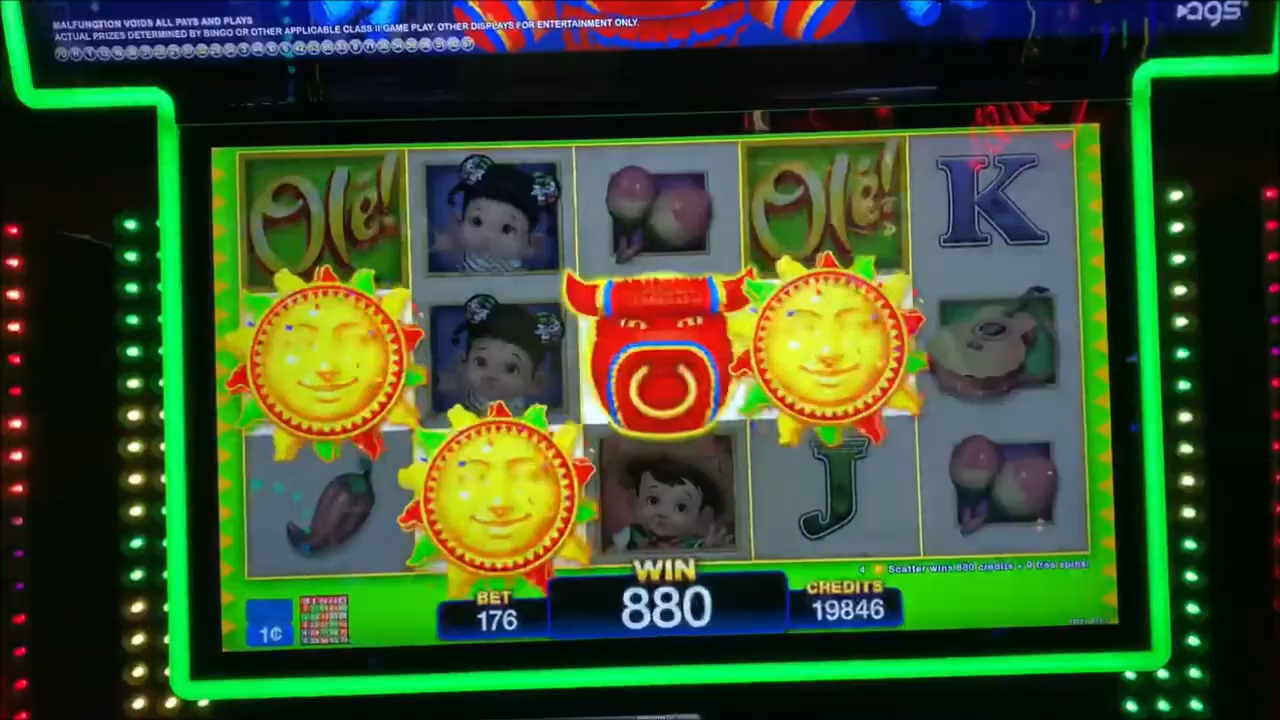 MALFUNCTION VOIDS ALL PAYS AND PLAYS
ACTUAL PRIZES DETERMINED BY BINGO OR OTHER APPLICABLE CLASS II GAME PLAY. OTHER DISPLAYS FOR ENTERTAINMENT ONLY.
ags
Olé!
Olé!
K
J
4 Scatter wins 880 credits + 9 free spins!
WIN
880
BET
176
CREDITS
19846
1¢